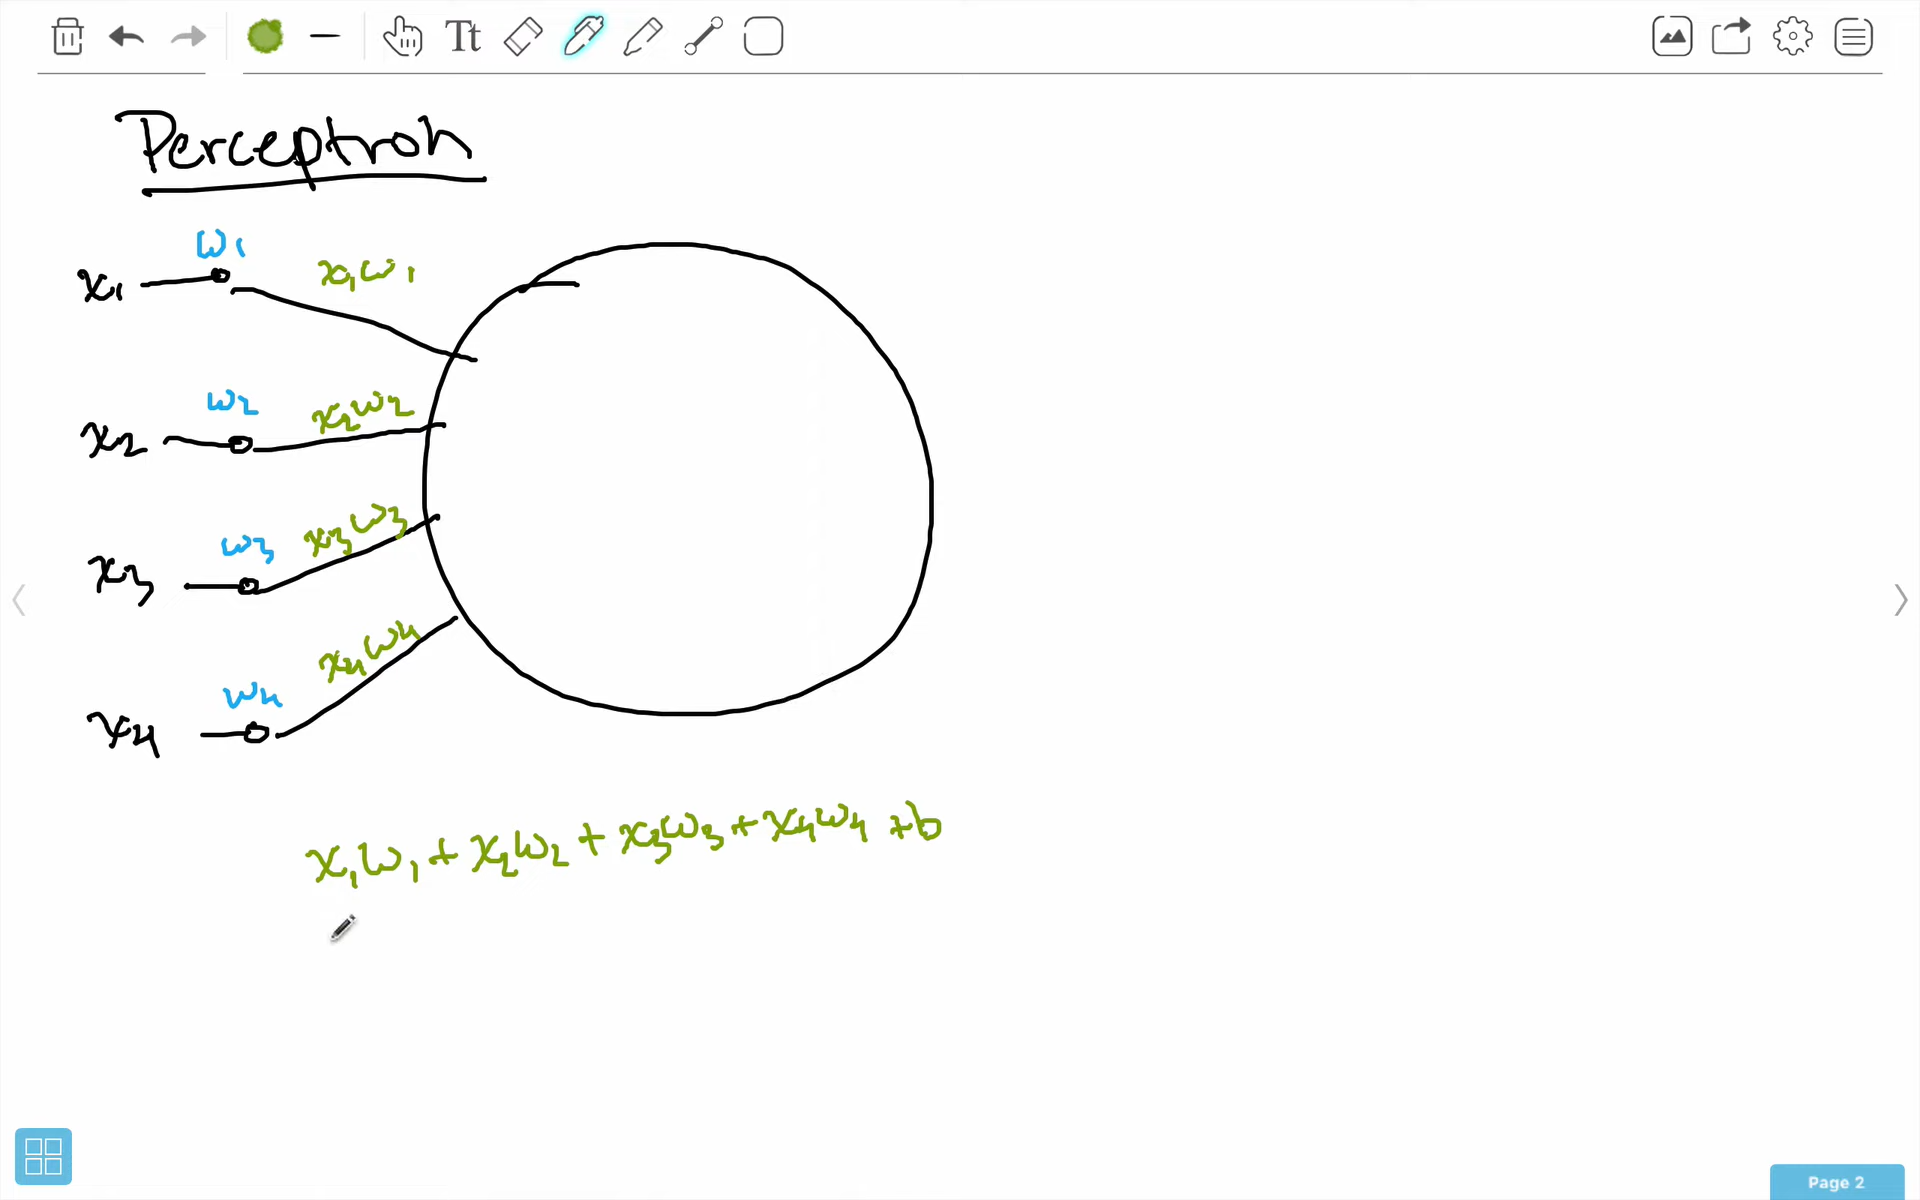 Tt
Perceptron
w1
x1 x1w1
w2
x2 x2w2
w3
x3 x3w3
w4
x4 x4w4
x1w1 + x2w2 + x3w3 + x4w4 + b
Page 2